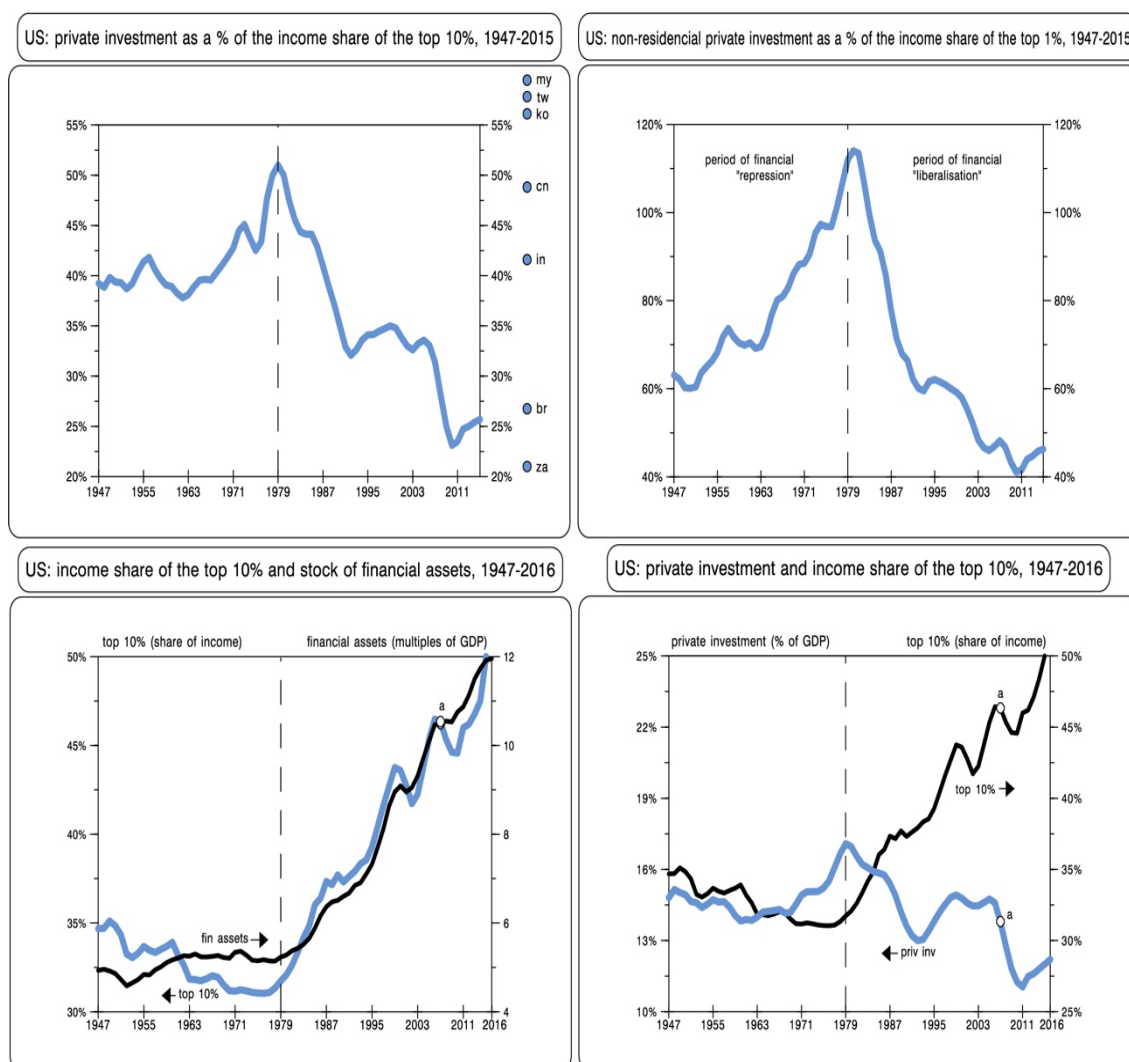 US: private investment as a % of the income share of the top 10%, 1947-2015
my
tw
ko
cn
in
br
za
55%
50%
45%
40%
35%
30%
25%
20%
55%
50%
45%
40%
35%
30%
25%
20%
1947 1955 1963 1971 1979 1987 1995 2003 2011
US: non-residencial private investment as a % of the income share of the top 1%, 1947-2015
120%
100%
80%
60%
40%
period of financial
"repression"
period of financial
"liberalisation"
120%
100%
80%
60%
40%
1947 1955 1963 1971 1979 1987 1995 2003 2011
US: income share of the top 10% and stock of financial assets, 1947-2016
top 10% (share of income) financial assets (multiples of GDP)
50%
45%
40%
35%
30%
12
10
8
6
4
a
fin assets
top 10%
1947 1955 1963 1971 1979 1987 1995 2003 2011 2016
US: private investment and income share of the top 10%, 1947-2016
private investment (% of GDP) top 10% (share of income)
25%
22%
19%
16%
13%
10%
50%
45%
40%
35%
30%
25%
a
top 10%
a
priv inv
1947 1955 1963 1971 1979 1987 1995 2003 2011 2016